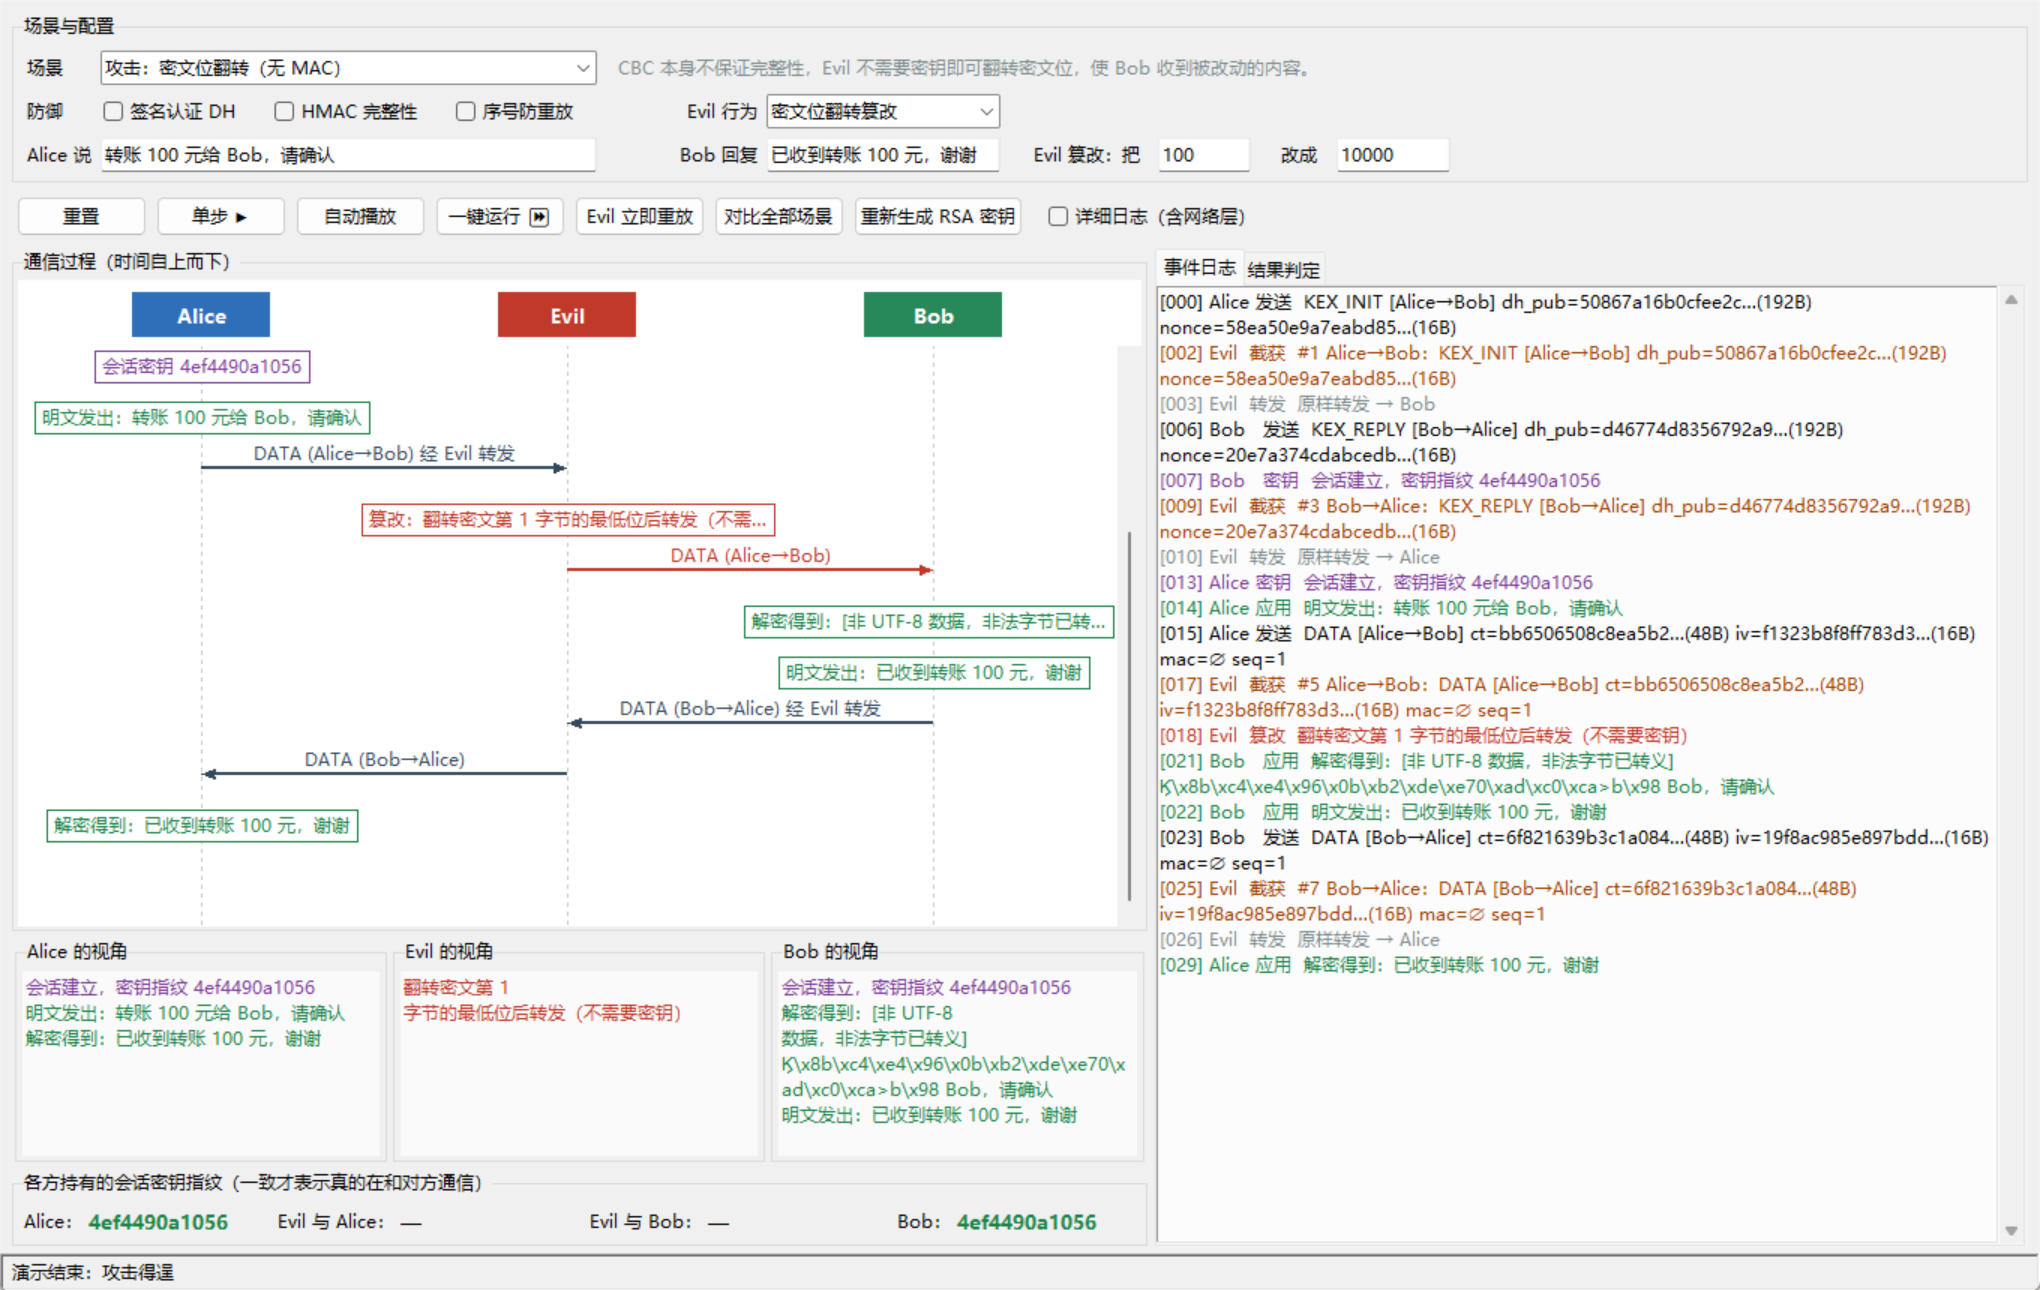 场景与配置
场景 攻击：密文位翻转（无 MAC） CBC 本身不保证完整性，Evil 不需要密钥即可翻转密文位，使 Bob 收到被改动的内容。
防御 签名认证 DH HMAC 完整性 序号防重放 Evil 行为 密文位翻转篡改
Alice 说 转账 100 元给 Bob，请确认 Bob 回复 已收到转账 100 元，谢谢 Evil 篡改：把 100 改成 10000
重置 单步 ▶ 自动播放 一键运行 ⏩ Evil 立即重放 对比全部场景 重新生成 RSA 密钥 详细日志（含网络层）
通信过程（时间自上而下）
Alice Evil Bob
会话密钥 4ef4490a1056
明文发出：转账 100 元给 Bob，请确认
DATA (Alice→Bob) 经 Evil 转发
篡改：翻转密文第 1 字节的最低位后转发（不需...
DATA (Alice→Bob)
解密得到：[非 UTF-8 数据，非法字节已转...
明文发出：已收到转账 100 元，谢谢
DATA (Bob→Alice) 经 Evil 转发
DATA (Bob→Alice)
解密得到：已收到转账 100 元，谢谢
事件日志 结果判定
[000] Alice 发送 KEX_INIT [Alice→Bob] dh_pub=50867a16b0cfee2c...(192B)
nonce=58ea50e9a7eabd85...(16B)
[002] Evil 截获 #1 Alice→Bob：KEX_INIT [Alice→Bob] dh_pub=50867a16b0cfee2c...(192B)
nonce=58ea50e9a7eabd85...(16B)
[003] Evil 转发 原样转发 → Bob
[006] Bob 发送 KEX_REPLY [Bob→Alice] dh_pub=d46774d8356792a9...(192B)
nonce=20e7a374cdabcedb...(16B)
[007] Bob 密钥 会话建立，密钥指纹 4ef4490a1056
[009] Evil 截获 #3 Bob→Alice：KEX_REPLY [Bob→Alice] dh_pub=d46774d8356792a9...(192B)
nonce=20e7a374cdabcedb...(16B)
[010] Evil 转发 原样转发 → Alice
[013] Alice 密钥 会话建立，密钥指纹 4ef4490a1056
[014] Alice 应用 明文发出：转账 100 元给 Bob，请确认
[015] Alice 发送 DATA [Alice→Bob] ct=bb6506508c8ea5b2...(48B) iv=f1323b8f8ff783d3...(16B)
mac=∅ seq=1
[017] Evil 截获 #5 Alice→Bob：DATA [Alice→Bob] ct=bb6506508c8ea5b2...(48B)
iv=f1323b8f8ff783d3...(16B) mac=∅ seq=1
[018] Evil 篡改 翻转密文第 1 字节的最低位后转发（不需要密钥）
[021] Bob 应用 解密得到：[非 UTF-8 数据，非法字节已转义]
Ķ\x8b\xc4\xe4\x96\x0b\xb2\xde\xe70\xad\xc0\xca>b\x98 Bob，请确认
[022] Bob 应用 明文发出：已收到转账 100 元，谢谢
[023] Bob 发送 DATA [Bob→Alice] ct=6f821639b3c1a084...(48B) iv=19f8ac985e897bdd...(16B)
mac=∅ seq=1
[025] Evil 截获 #7 Bob→Alice：DATA [Bob→Alice] ct=6f821639b3c1a084...(48B)
iv=19f8ac985e897bdd...(16B) mac=∅ seq=1
[026] Evil 转发 原样转发 → Alice
[029] Alice 应用 解密得到：已收到转账 100 元，谢谢
Alice 的视角
会话建立，密钥指纹 4ef4490a1056
明文发出：转账 100 元给 Bob，请确认
解密得到：已收到转账 100 元，谢谢
Evil 的视角
翻转密文第 1
字节的最低位后转发（不需要密钥）
Bob 的视角
会话建立，密钥指纹 4ef4490a1056
解密得到：[非 UTF-8
数据，非法字节已转义]
Ķ\x8b\xc4\xe4\x96\x0b\xb2\xde\xe70\x
ad\xc0\xca>b\x98 Bob，请确认
明文发出：已收到转账 100 元，谢谢
各方持有的会话密钥指纹（一致才表示真的在和对方通信）
Alice： 4ef4490a1056 Evil 与 Alice： — Evil 与 Bob： — Bob： 4ef4490a1056
演示结束：攻击得逞